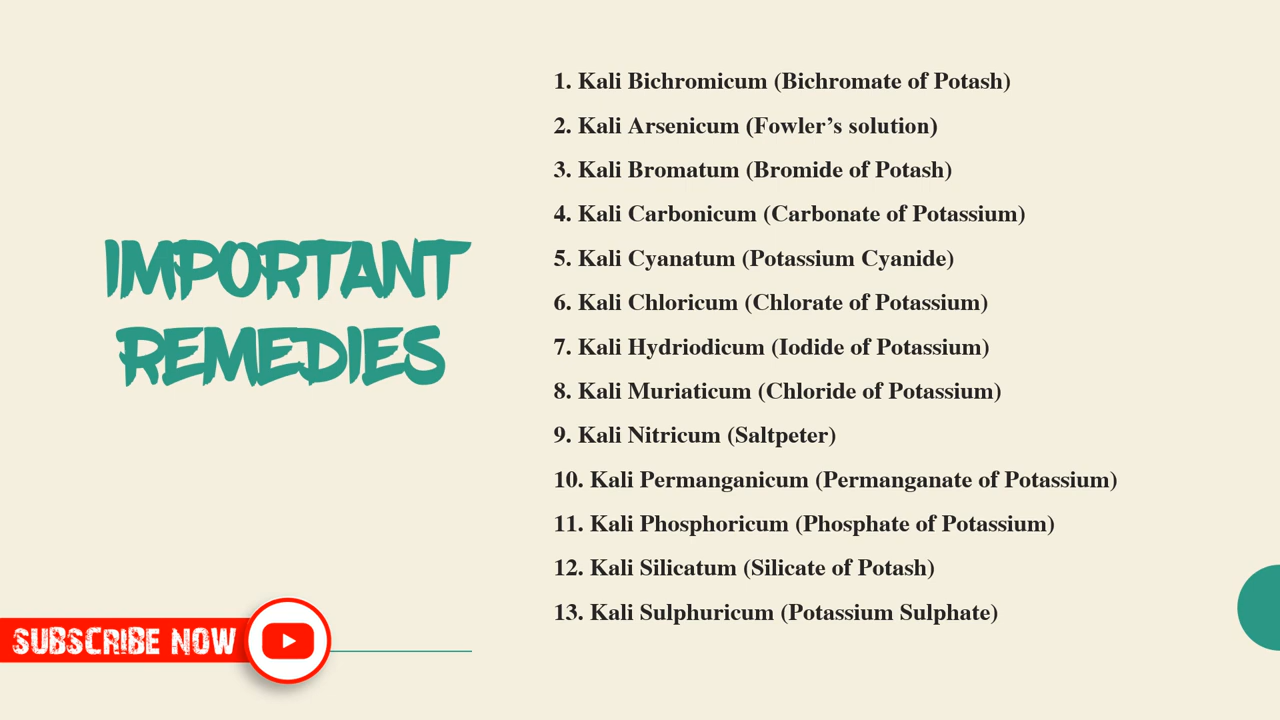 IMPORTANT
REMEDIES
1. Kali Bichromicum (Bichromate of Potash)
2. Kali Arsenicum (Fowler’s solution)
3. Kali Bromatum (Bromide of Potash)
4. Kali Carbonicum (Carbonate of Potassium)
5. Kali Cyanatum (Potassium Cyanide)
6. Kali Chloricum (Chlorate of Potassium)
7. Kali Hydriodicum (Iodide of Potassium)
8. Kali Muriaticum (Chloride of Potassium)
9. Kali Nitricum (Saltpeter)
10. Kali Permanganicum (Permanganate of Potassium)
11. Kali Phosphoricum (Phosphate of Potassium)
12. Kali Silicatum (Silicate of Potash)
13. Kali Sulphuricum (Potassium Sulphate)
SUBSCRIBE NOW